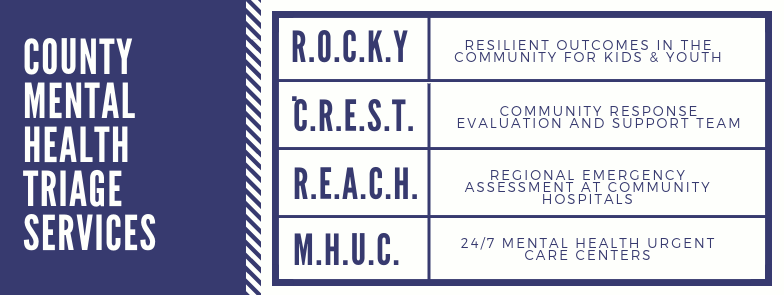 COUNTY
MENTAL
HEALTH
TRIAGE
SERVICES
R.O.C.K.Y
RESILIENT OUTCOMES IN THE
COMMUNITY FOR KIDS & YOUTH
C.R.E.S.T.
COMMUNITY RESPONSE
EVALUATION AND SUPPORT TEAM
R.E.A.C.H.
REGIONAL EMERGENCY
ASSESSMENT AT COMMUNITY
HOSPITALS
M.H.U.C.
24/7 MENTAL HEALTH URGENT
CARE CENTERS